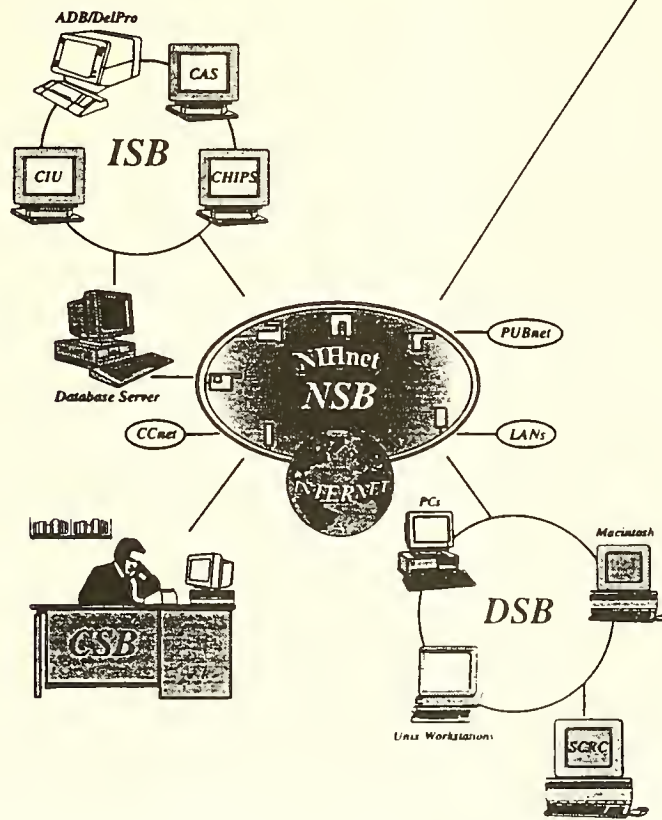 ADB/DelPro
CAS
ISB
CIU
CHIPS
Database Server
NIHnet
NSB
PUBnet
CCnet
LANs
INTERNET
PCs
Macintosh
CSB
DSB
Unix Workstations
SCRC